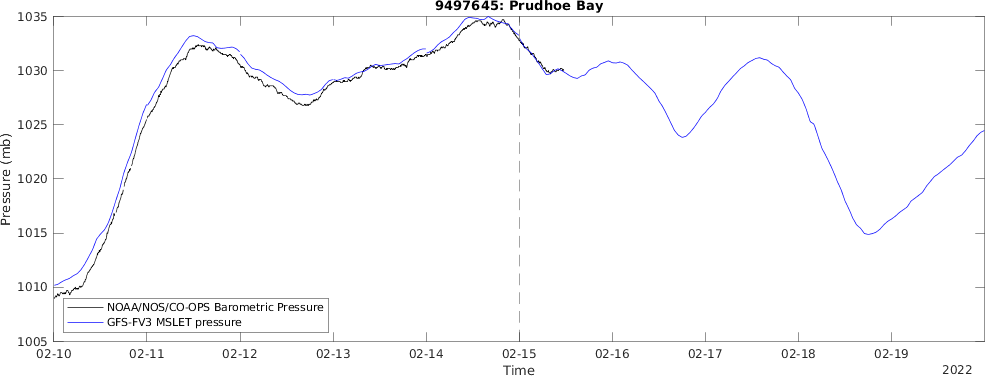 9497645: Prudhoe Bay
1035
1030
1025
1020
1015
1010
1005
Pressure (mb)
NOAA/NOS/CO-OPS Barometric Pressure
GFS-FV3 MSLET pressure
02-10 02-11 02-12 02-13 02-14 02-15 02-16 02-17 02-18 02-19
Time
2022